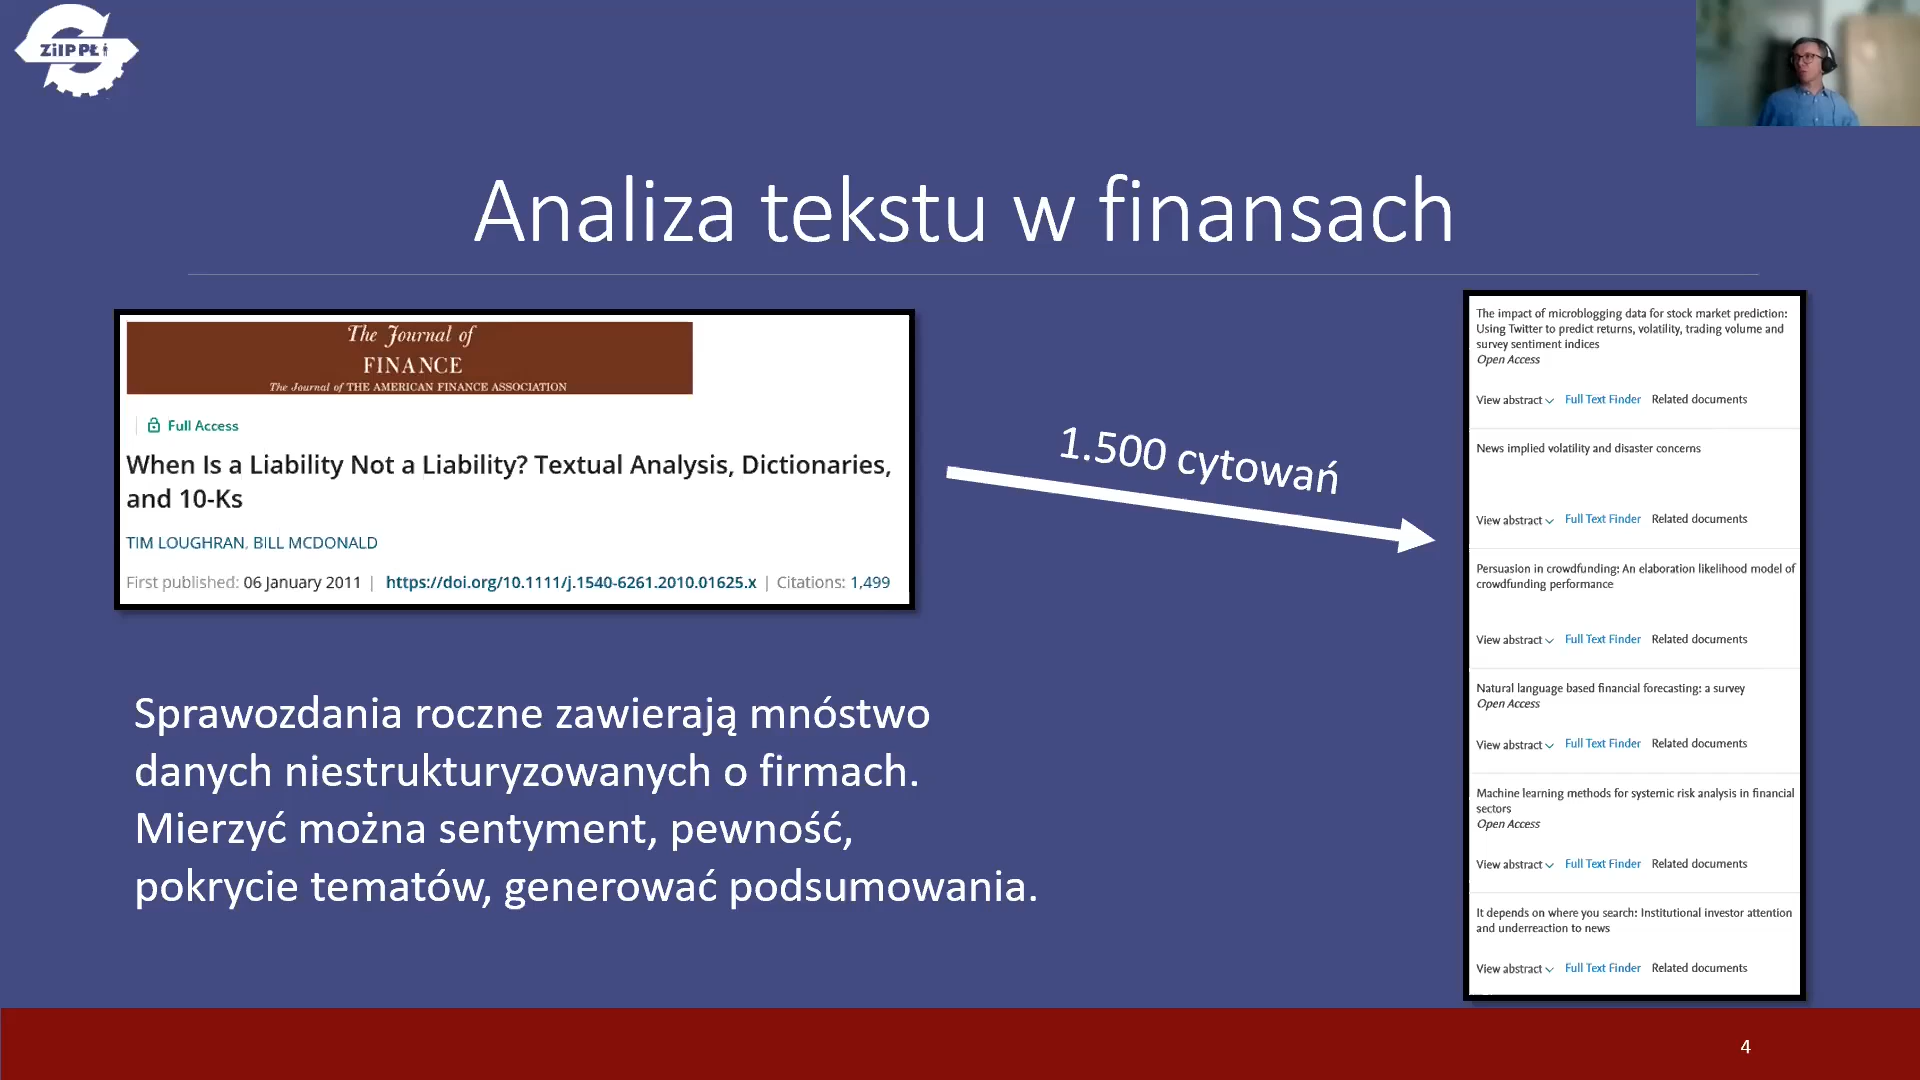 ZiIP PŁ
Analiza tekstu w finansach
The Journal of
FINANCE
The Journal of THE AMERICAN FINANCE ASSOCIATION
Full Access
When Is a Liability Not a Liability? Textual Analysis, Dictionaries,
and 10-Ks
TIM LOUGHRAN, BILL MCDONALD
First published: 06 January 2011 | https://doi.org/10.1111/j.1540-6261.2010.01625.x | Citations: 1,499
1.500 cytowań
Sprawozdania roczne zawierają mnóstwo
danych niestrukturyzowanych o firmach.
Mierzyć można sentyment, pewność,
pokrycie tematów, generować podsumowania.
The impact of microblogging data for stock market prediction:
Using Twitter to predict returns, volatility, trading volume and
survey sentiment indices
Open Access
View abstract Full Text Finder Related documents
News implied volatility and disaster concerns
View abstract Full Text Finder Related documents
Persuasion in crowdfunding: An elaboration likelihood model of
crowdfunding performance
View abstract Full Text Finder Related documents
Natural language based financial forecasting: a survey
Open Access
View abstract Full Text Finder Related documents
Machine learning methods for systemic risk analysis in financial
sectors
Open Access
View abstract Full Text Finder Related documents
It depends on where you search: Institutional investor attention
and underreaction to news
View abstract Full Text Finder Related documents
4